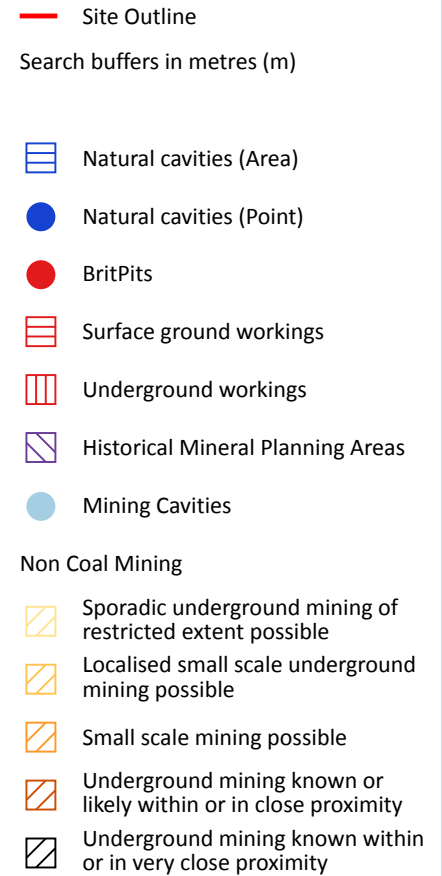 Site Outline
Search buffers in metres (m)
Natural cavities (Area)
Natural cavities (Point)
BritPits
Surface ground workings
Underground workings
Historical Mineral Planning Areas
Mining Cavities
Non Coal Mining
Sporadic underground mining of
restricted extent possible
Localised small scale underground
mining possible
Small scale mining possible
Underground mining known or
likely within or in close proximity
Underground mining known within
or in very close proximity